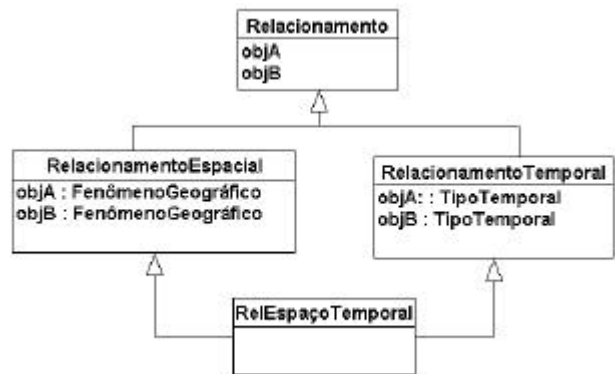 Relacionamento
objA
objB
RelacionamentoEspacial
objA : FenômenoGeográfico
objB : FenômenoGeográfico
RelacionamentoTemporal
objA: : TipoTemporal
objB : TipoTemporal
RelEspaçoTemporal